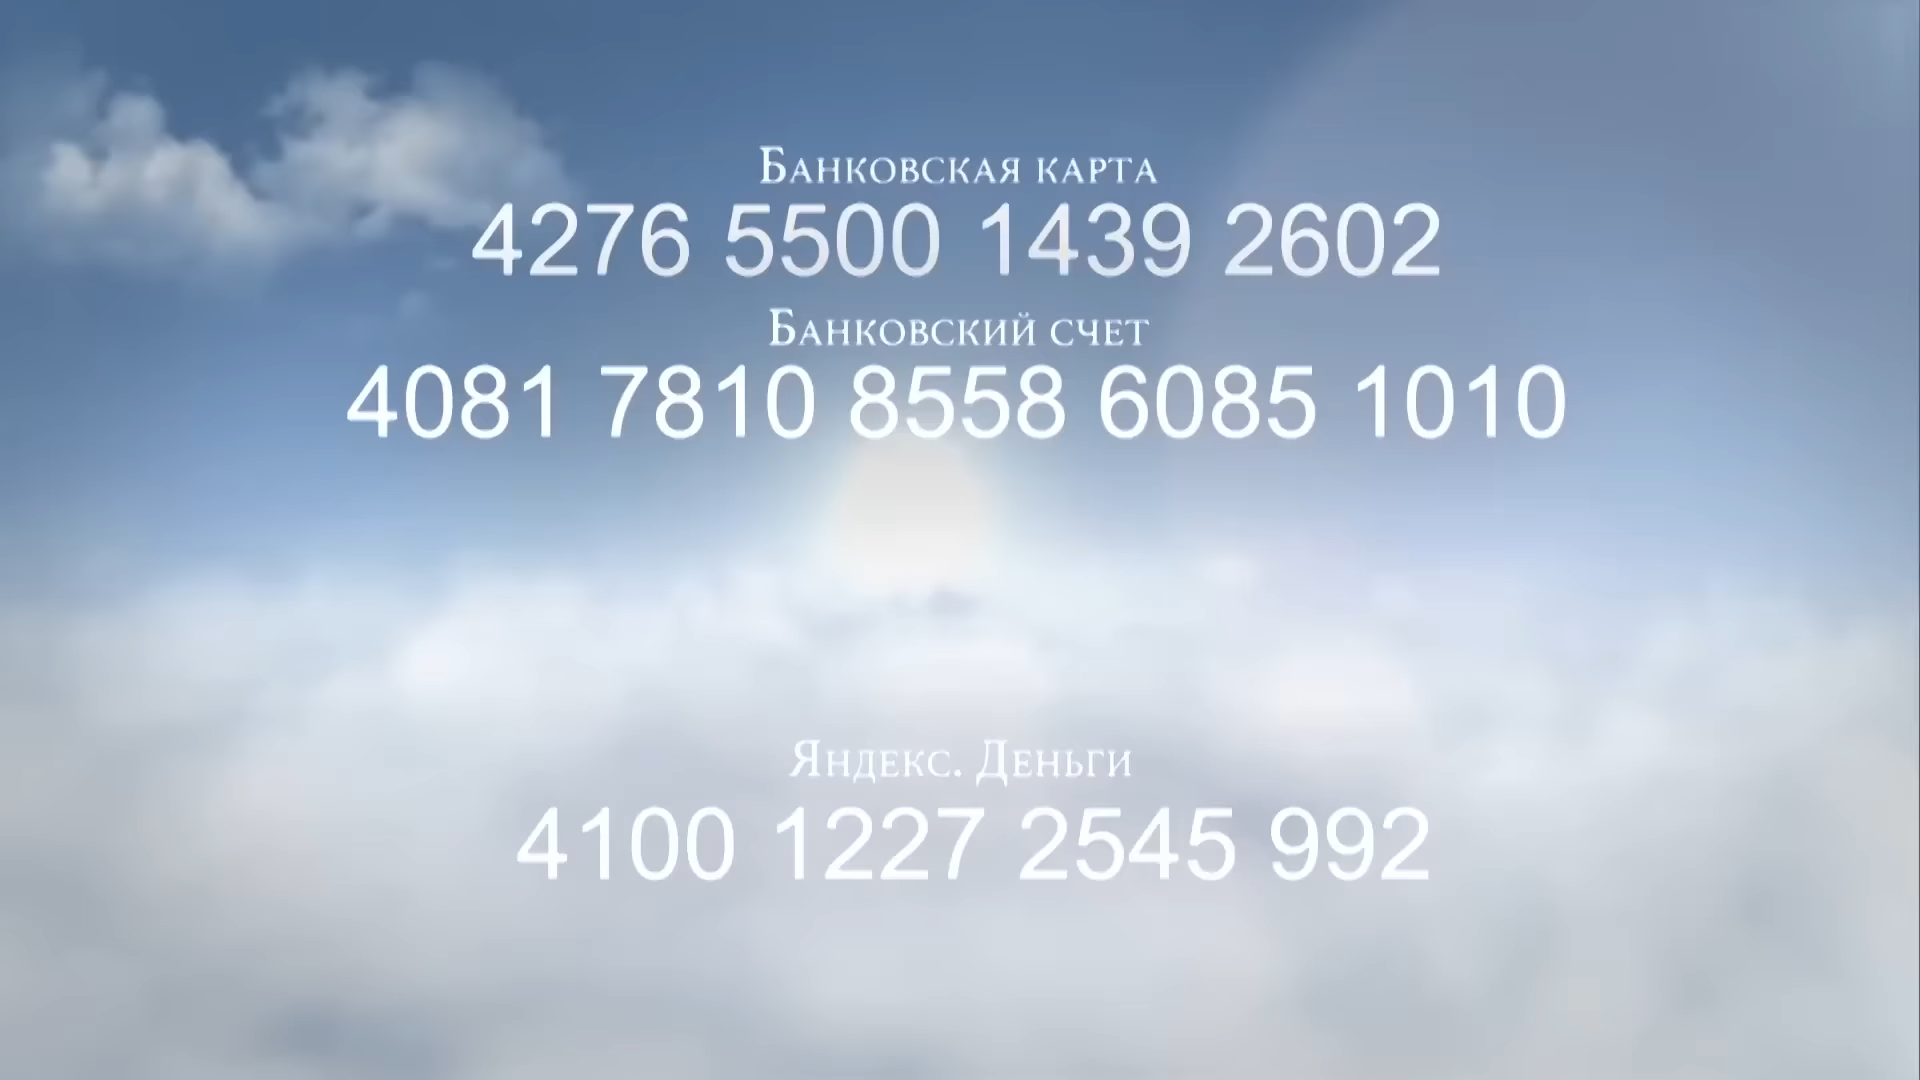 Банковская карта
4276 5500 1439 2602
Банковский счет
4081 7810 8558 6085 1010
Яндекс. Деньги
4100 1227 2545 992